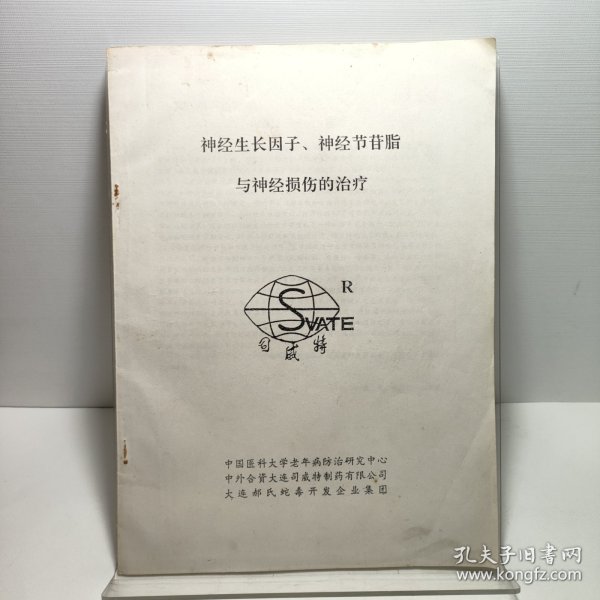 神经生长因子、神经节苷脂
与神经损伤的治疗
R
SVATE
司威特
中国医科大学老年病防治研究中心
中外合資大连司威特制药有限公司
大连郝氏蛇毒开发企业集团
孔夫子旧书网
www.kongfz.com